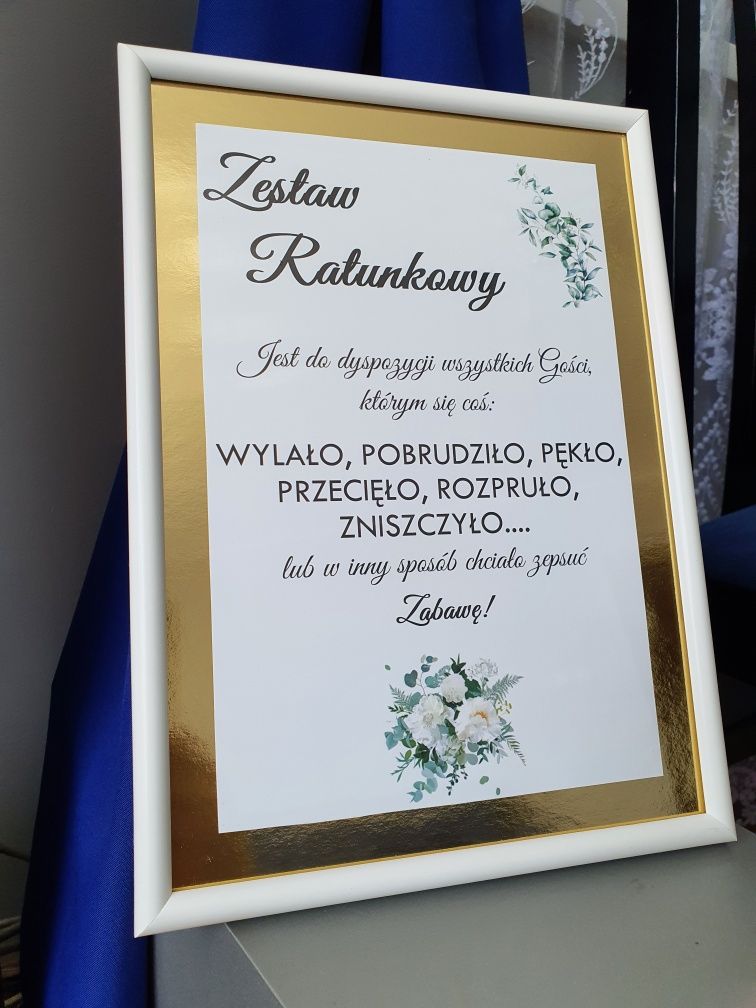 Zestaw
Ratunkowy
Jest do dyspozycji wszystkich Gości,
którym się coś:
WYLAŁO, POBRUDZIŁO, PĘKŁO,
PRZECIĘŁO, ROZPRUŁO,
ZNISZCZYŁO....
lub w inny sposób chciało zepsuć
Zabawę!